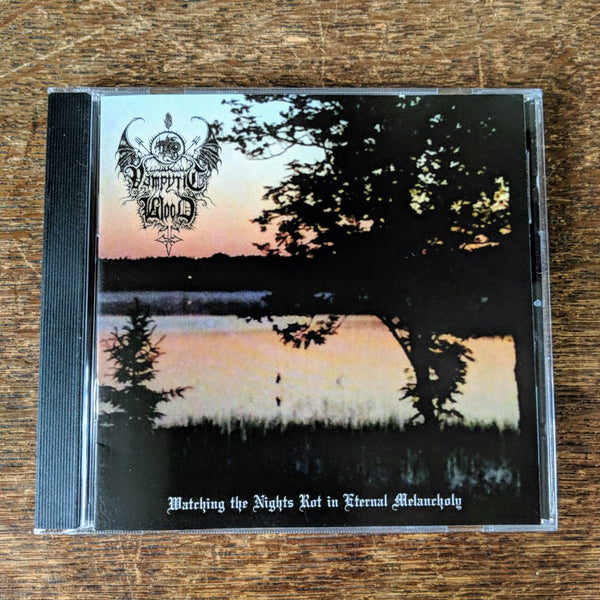 Vampyric
Blood
Watching the Nights Rot in Eternal Melancholy